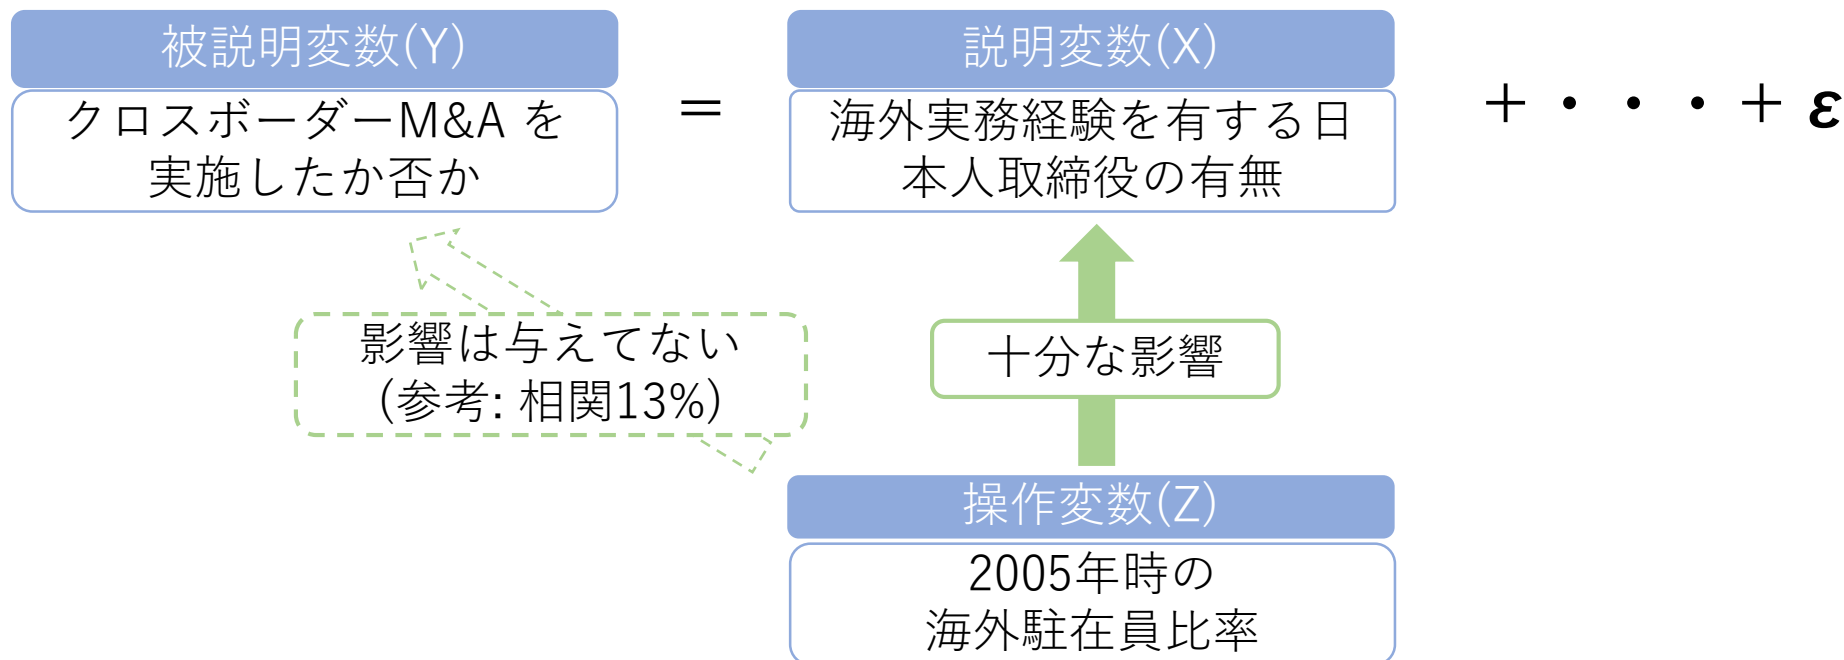 被説明変数(Y)
クロスボーダーM&A を
実施したか否か
=
説明変数(X)
海外実務経験を有する日
本人取締役の有無
+・・・+ ε
影響は与えてない
(参考: 相関13%)
十分な影響
操作変数(Z)
2005年時の
海外駐在員比率